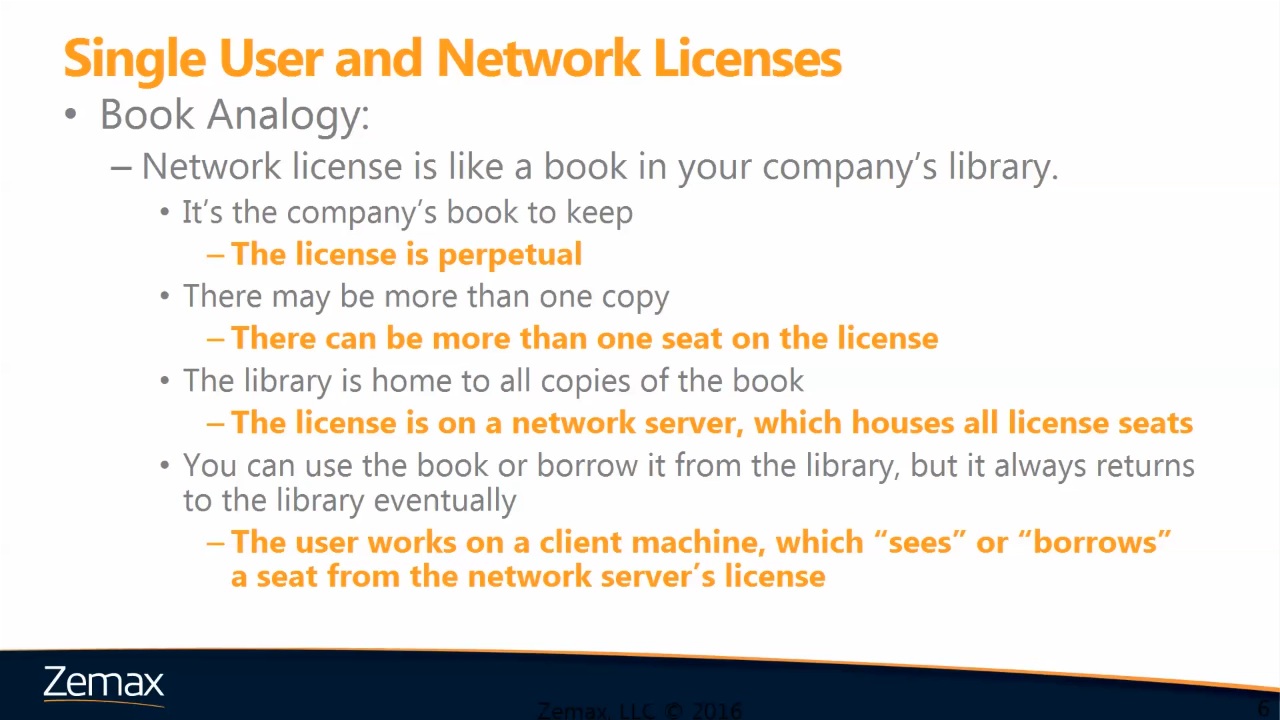 Single User and Network Licenses
• Book Analogy:
– Network license is like a book in your company’s library.
• It’s the company’s book to keep
– The license is perpetual
• There may be more than one copy
– There can be more than one seat on the license
• The library is home to all copies of the book
– The license is on a network server, which houses all license seats
• You can use the book or borrow it from the library, but it always returns
to the library eventually
– The user works on a client machine, which “sees” or “borrows”
a seat from the network server’s license
Zemax
Zemax, LLC © 2016
6